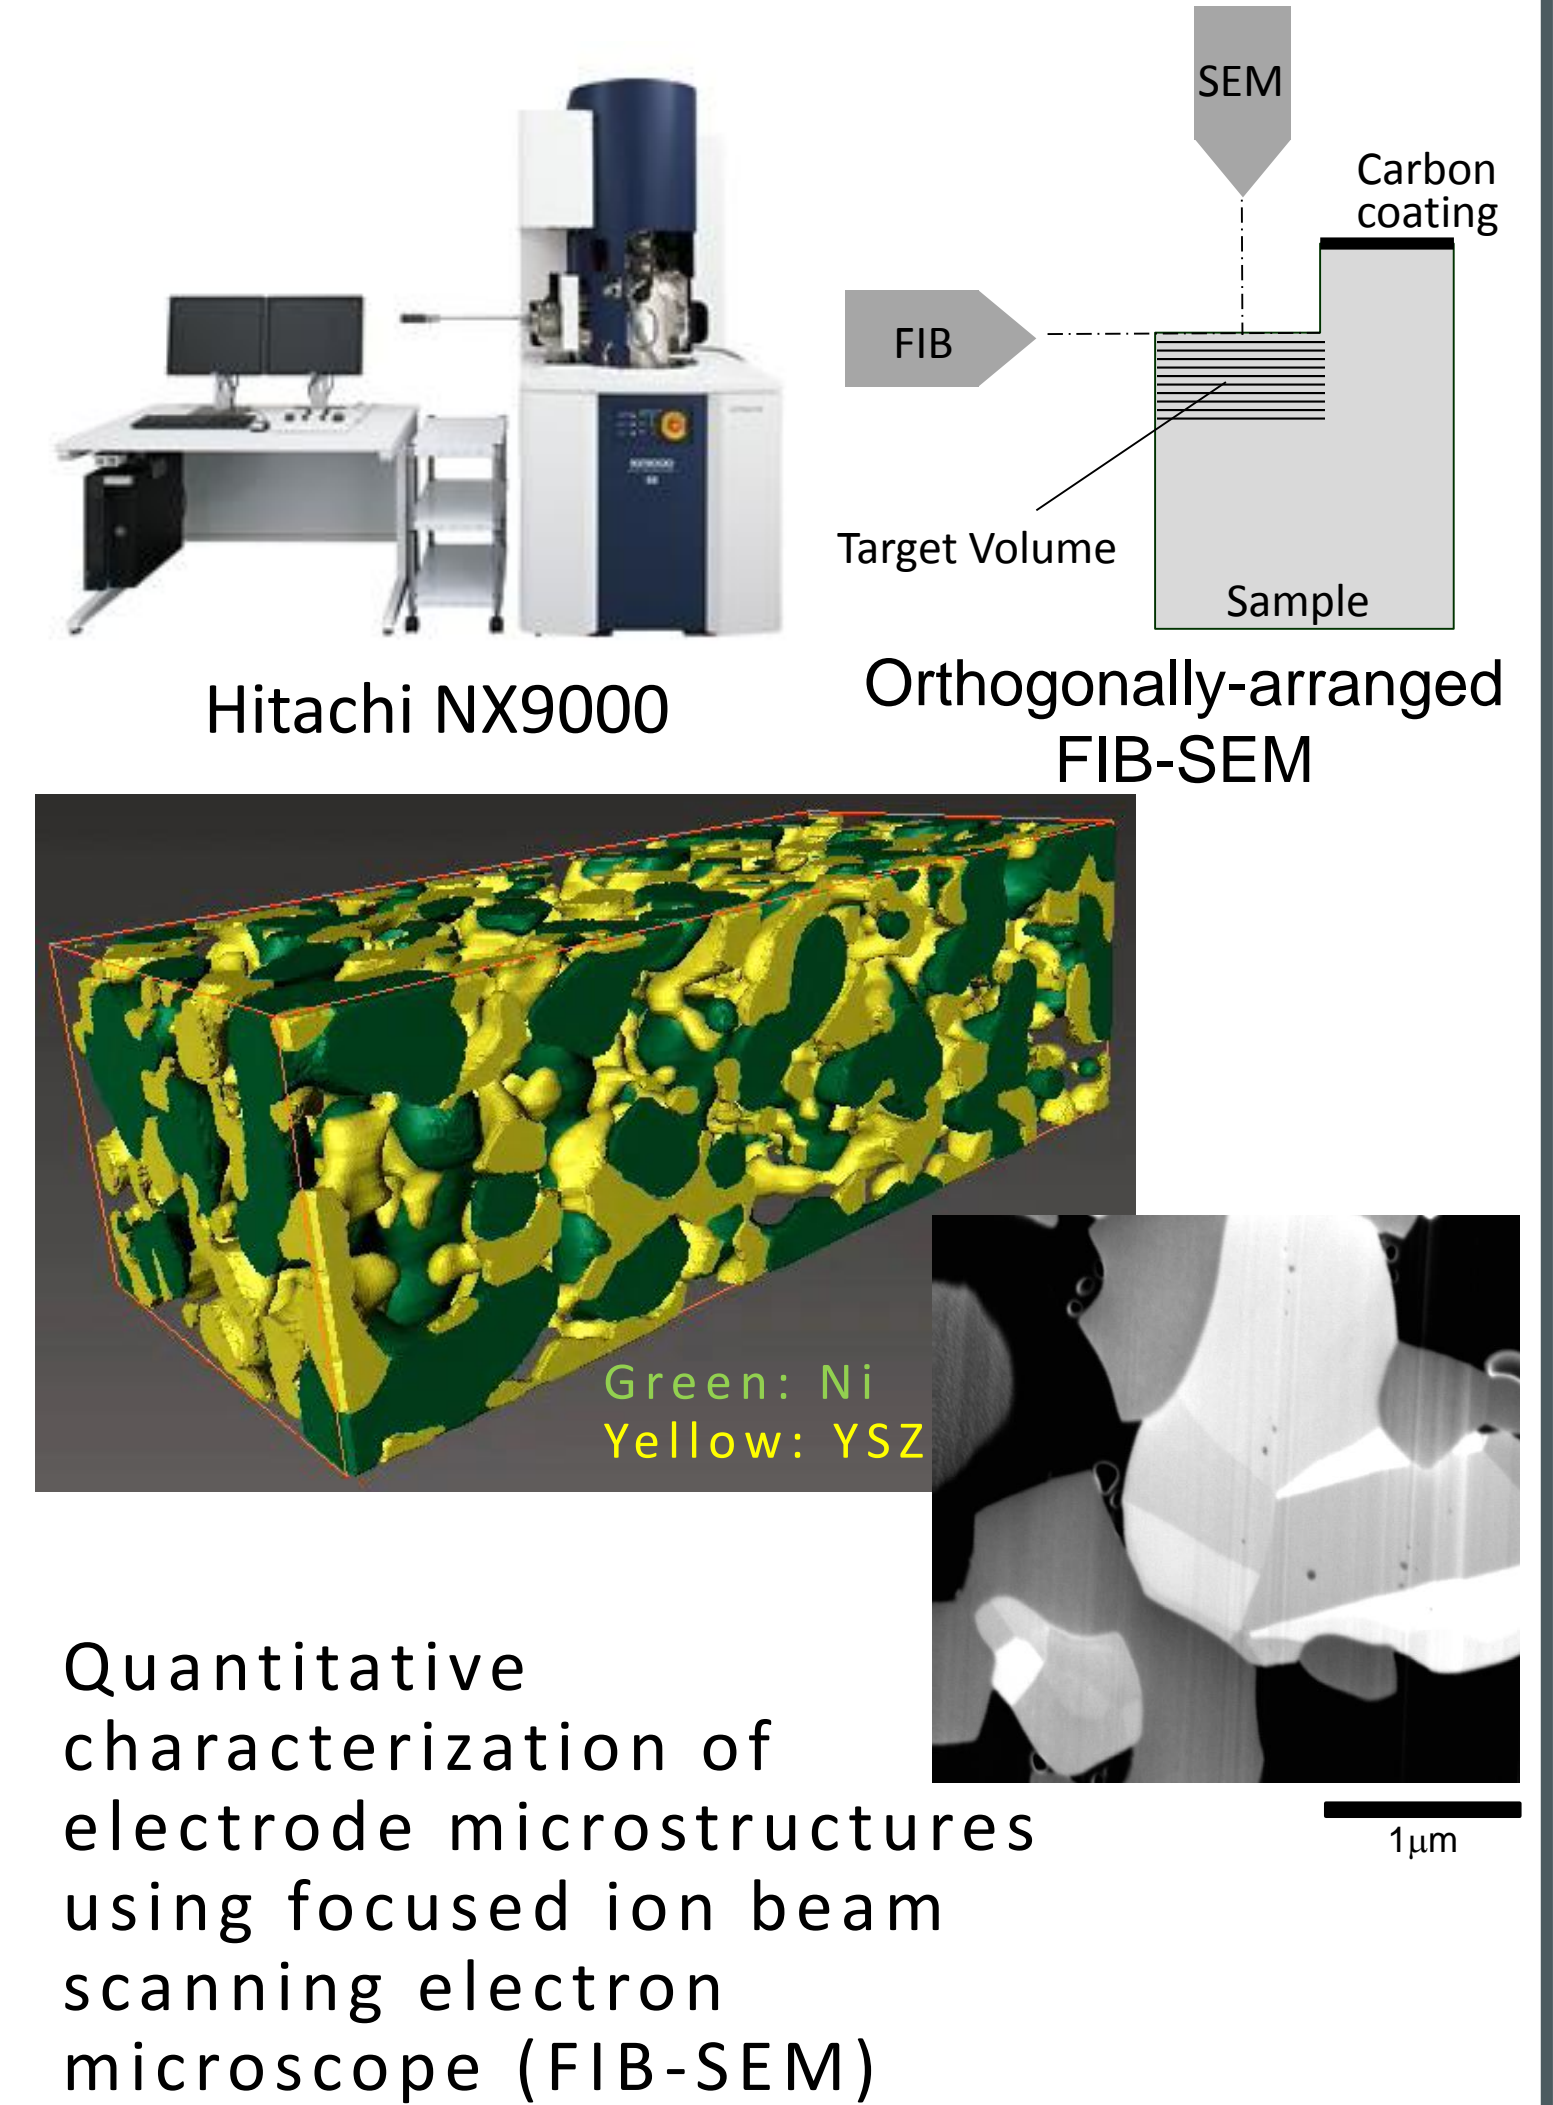 SEM
Carbon
coating
FIB
Target Volume
Sample
Hitachi NX9000
Orthogonally-arranged
FIB-SEM
Green: Ni
Yellow: YSZ
1μm
Quantitative
characterization of
electrode microstructures
using focused ion beam
scanning electron
microscope (FIB-SEM)